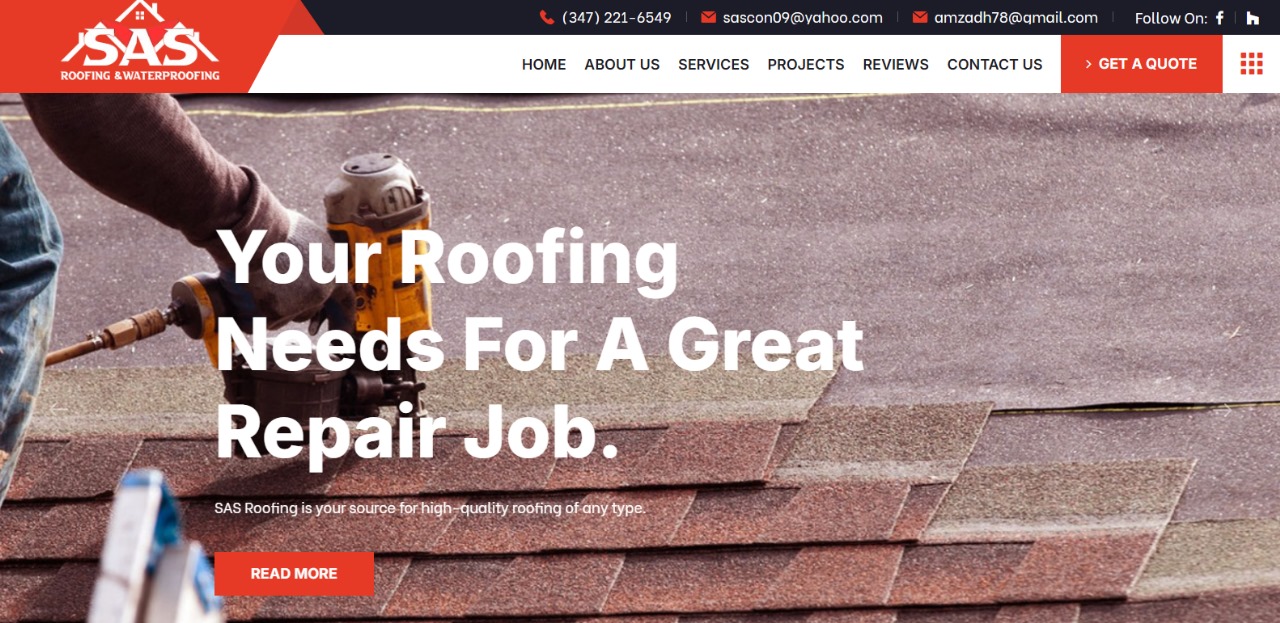 SAS
ROOFING & WATERPROOFING
(347) 221-6549
sascon09@yahoo.com
amzadh78@gmail.com
Follow On:
HOME
ABOUT US
SERVICES
PROJECTS
REVIEWS
CONTACT US
GET A QUOTE
Your Roofing
Needs For A Great
Repair Job.
SAS Roofing is your source for high-quality roofing of any type.
READ MORE